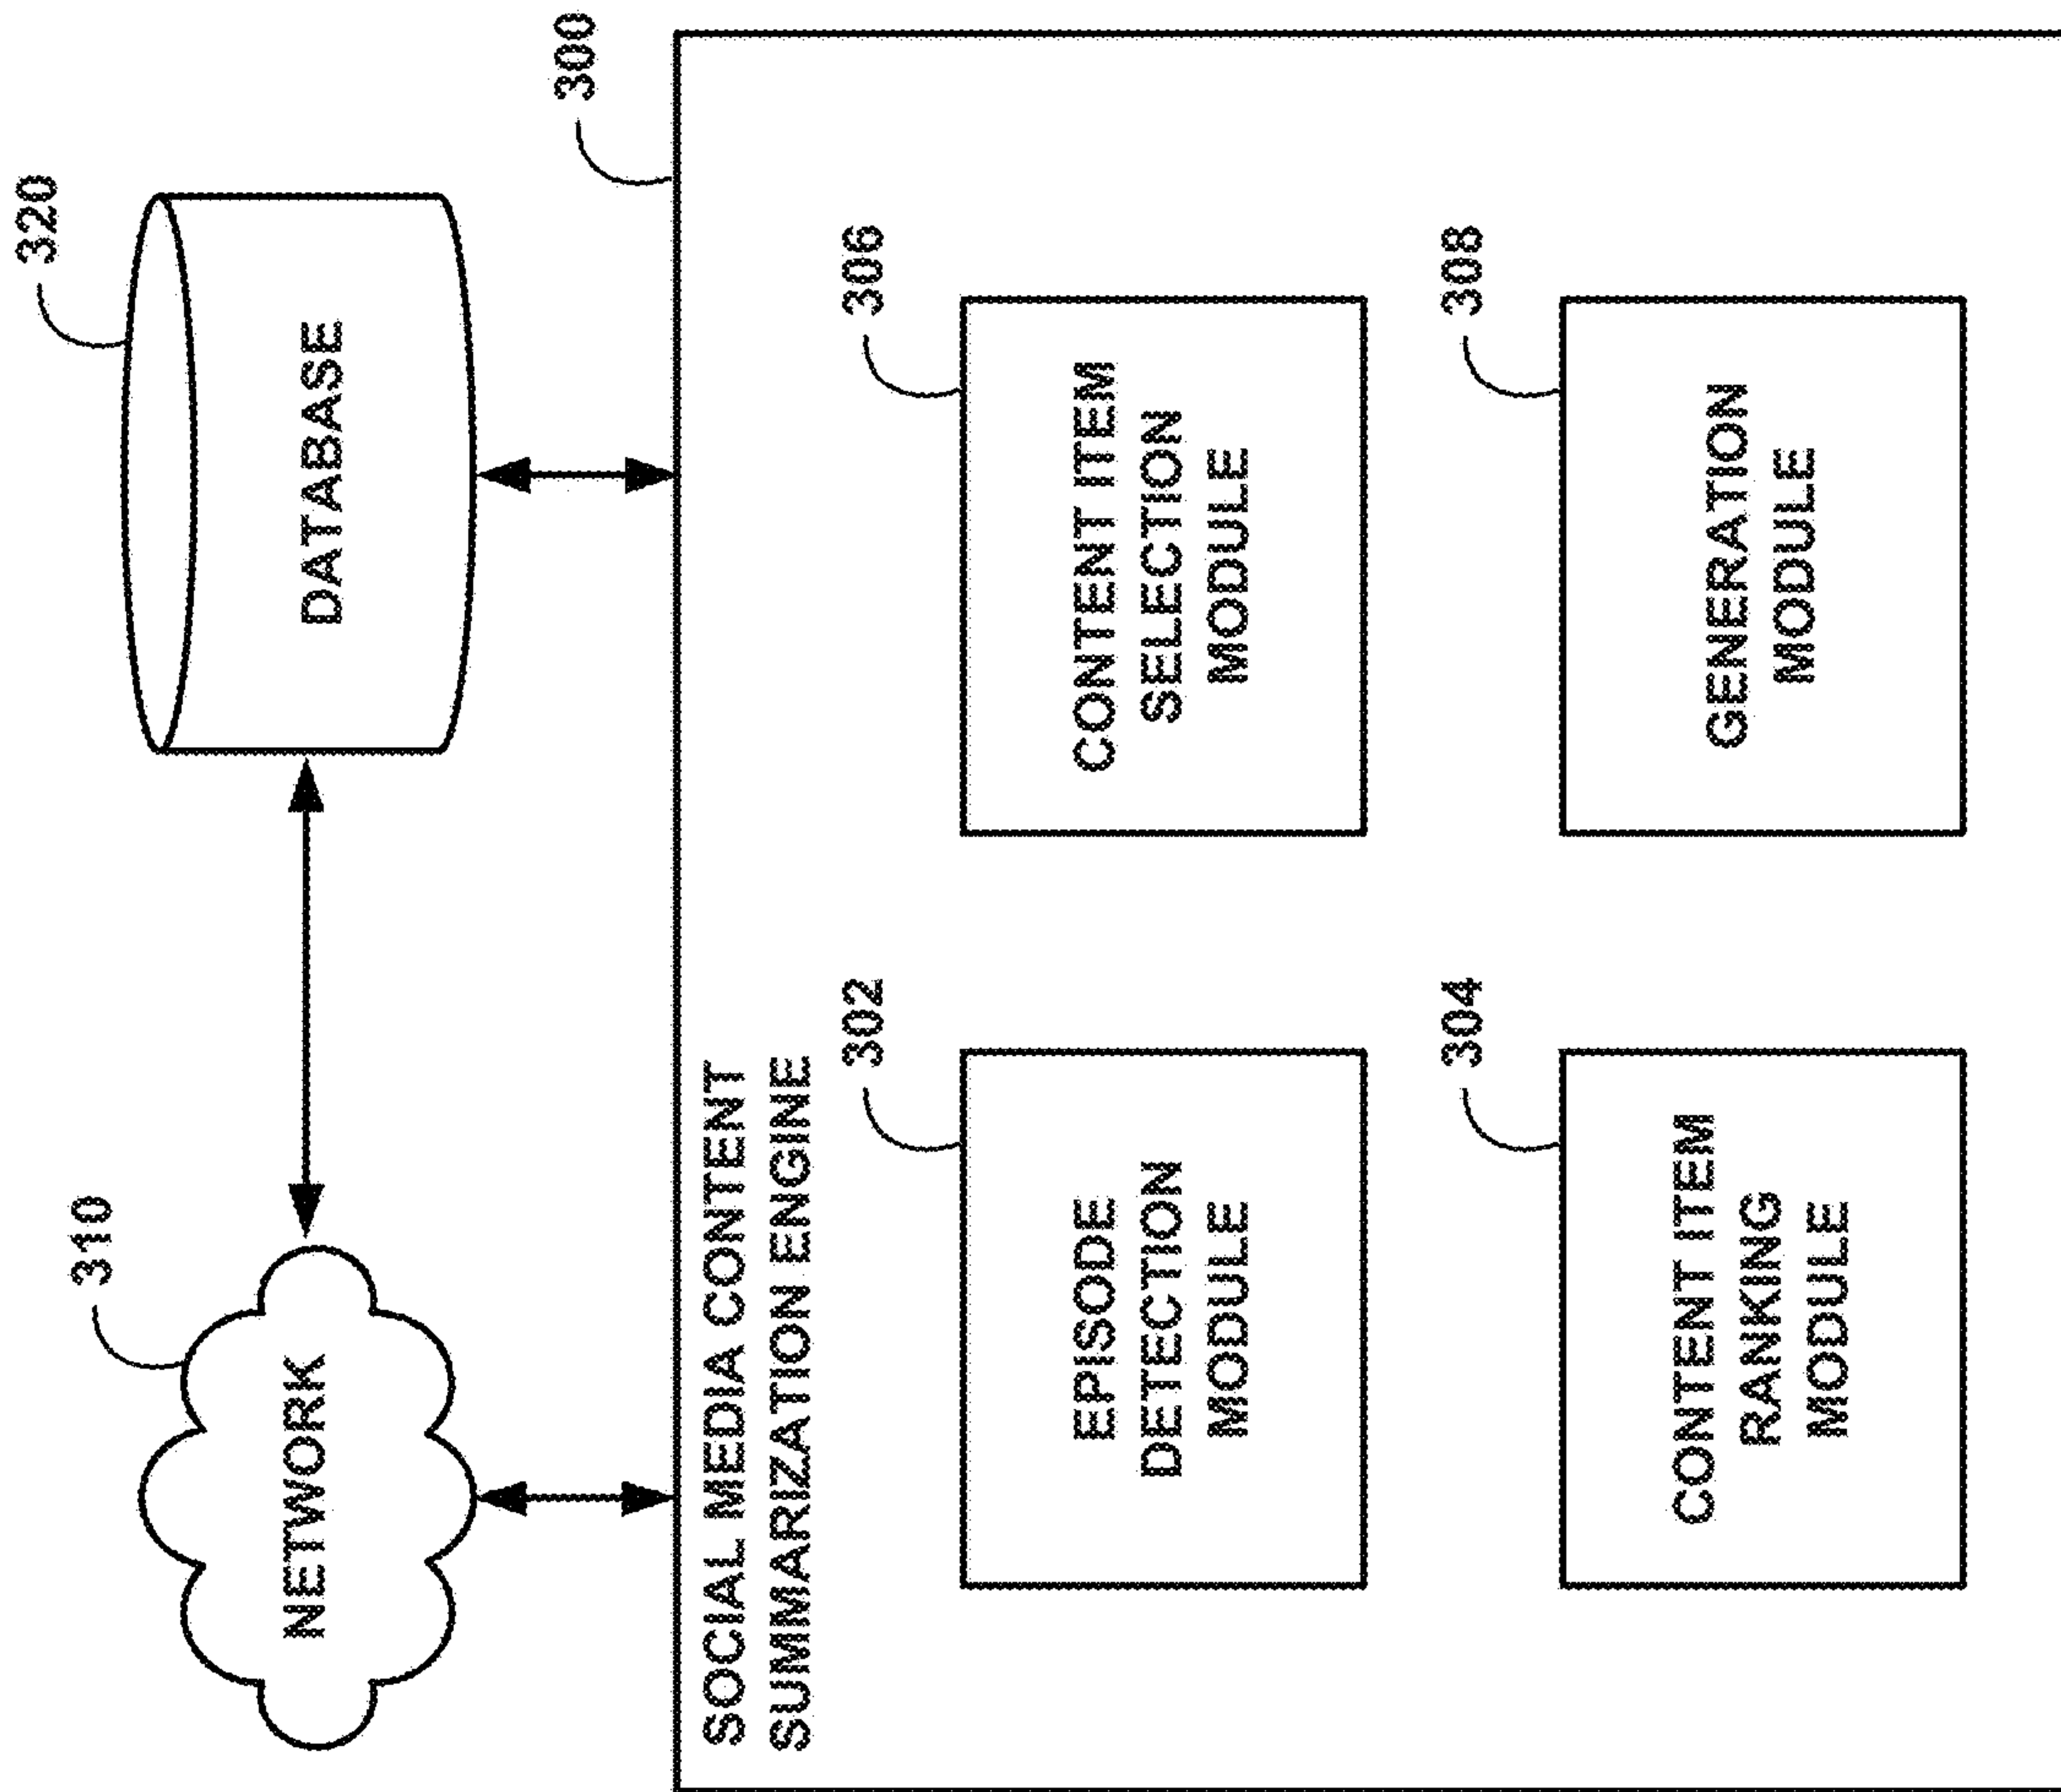 310
320
NETWORK
DATABASE
300
SOCIAL MEDIA CONTENT
SUMMARIZATION ENGINE
302
EPISODE
DETECTION
MODULE
306
CONTENT ITEM
SELECTION
MODULE
304
CONTENT ITEM
RANKING
MODULE
308
GENERATION
MODULE